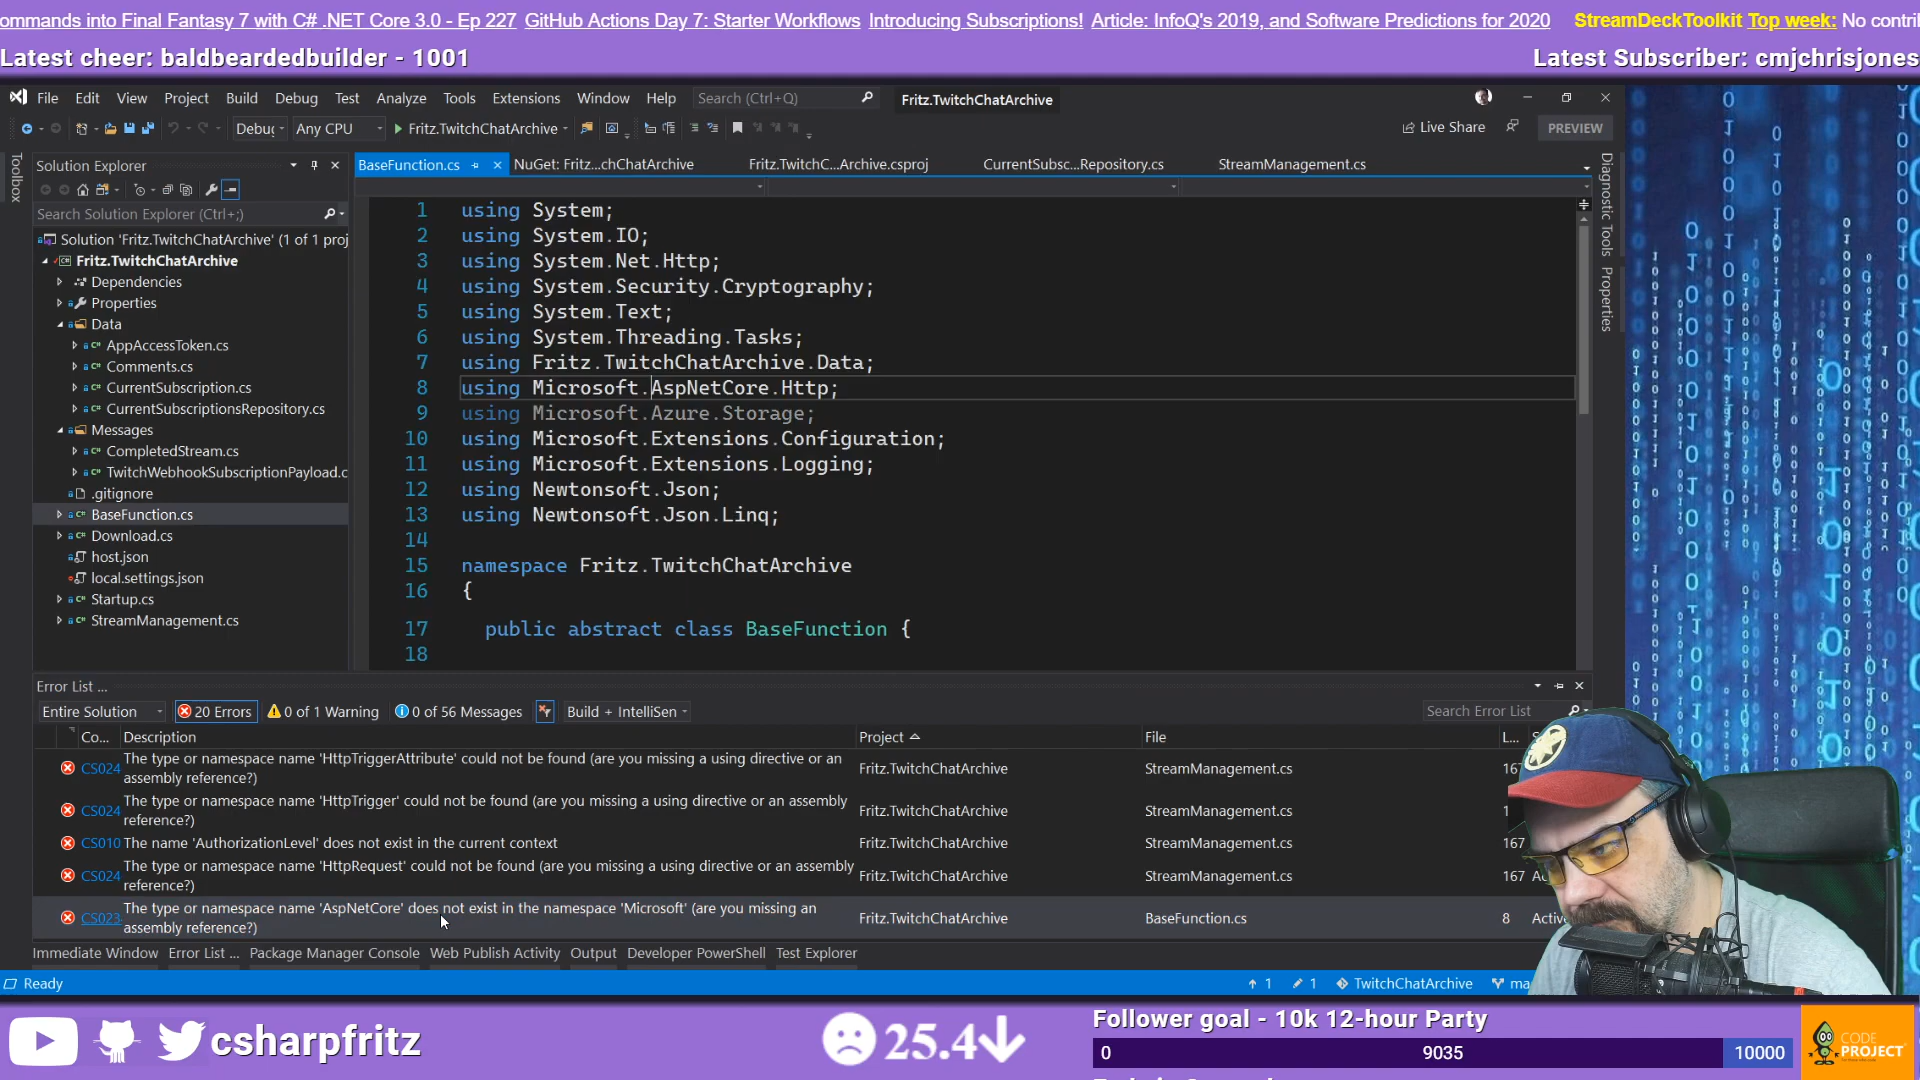 ommands into Final Fantasy 7 with C# .NET Core 3.0 - Ep 227 GitHub Actions Day 7: Starter Workflows Introducing Subscriptions! Article: InfoQ's 2019, and Software Predictions for 2020 StreamDeckToolkit Top week: No contri
Latest cheer: baldbeardedbuilder - 1001
Latest Subscriber: cmjchrisjones
File Edit View Project Build Debug Test Analyze Tools Extensions Window Help Search (Ctrl+Q) Fritz.TwitchChatArchive
Debug Any CPU Fritz.TwitchChatArchive Live Share PREVIEW
Toolbox
Solution Explorer
Search Solution Explorer (Ctrl+;)
Solution 'Fritz.TwitchChatArchive' (1 of 1 proj
Fritz.TwitchChatArchive
Dependencies
Properties
Data
AppAccessToken.cs
Comments.cs
CurrentSubscription.cs
CurrentSubscriptionsRepository.cs
Messages
CompletedStream.cs
TwitchWebhookSubscriptionPayload.c
.gitignore
BaseFunction.cs
Download.cs
host.json
local.settings.json
Startup.cs
StreamManagement.cs
BaseFunction.cs NuGet: Fritz...chChatArchive Fritz.TwitchC...Archive.csproj CurrentSubsc...Repository.cs StreamManagement.cs
1 using System;
2 using System.IO;
3 using System.Net.Http;
4 using System.Security.Cryptography;
5 using System.Text;
6 using System.Threading.Tasks;
7 using Fritz.TwitchChatArchive.Data;
8 using Microsoft.AspNetCore.Http;
9 using Microsoft.Azure.Storage;
10 using Microsoft.Extensions.Configuration;
11 using Microsoft.Extensions.Logging;
12 using Newtonsoft.Json;
13 using Newtonsoft.Json.Linq;
14
15 namespace Fritz.TwitchChatArchive
16 {
17 public abstract class BaseFunction {
18
Diagnostic Tools
Properties
Error List ...
Entire Solution 20 Errors 0 of 1 Warning 0 of 56 Messages Build + IntelliSen Search Error List
Co... Description Project File L...
CS024 The type or namespace name 'HttpTriggerAttribute' could not be found (are you missing a using directive or an
assembly reference?) Fritz.TwitchChatArchive StreamManagement.cs 167
CS024 The type or namespace name 'HttpTrigger' could not be found (are you missing a using directive or an assembly
reference?) Fritz.TwitchChatArchive StreamManagement.cs 1
CS010 The name 'AuthorizationLevel' does not exist in the current context Fritz.TwitchChatArchive StreamManagement.cs 167
CS024 The type or namespace name 'HttpRequest' could not be found (are you missing a using directive or an assembly
reference?) Fritz.TwitchChatArchive StreamManagement.cs 167
CS023 The type or namespace name 'AspNetCore' does not exist in the namespace 'Microsoft' (are you missing an
assembly reference?) Fritz.TwitchChatArchive BaseFunction.cs 8 Active
Immediate Window Error List ... Package Manager Console Web Publish Activity Output Developer PowerShell Test Explorer
Ready 1 1 TwitchChatArchive ma
csharpfritz
25.4
Follower goal - 10k 12-hour Party
0 9035 10000
CODE
PROJECT